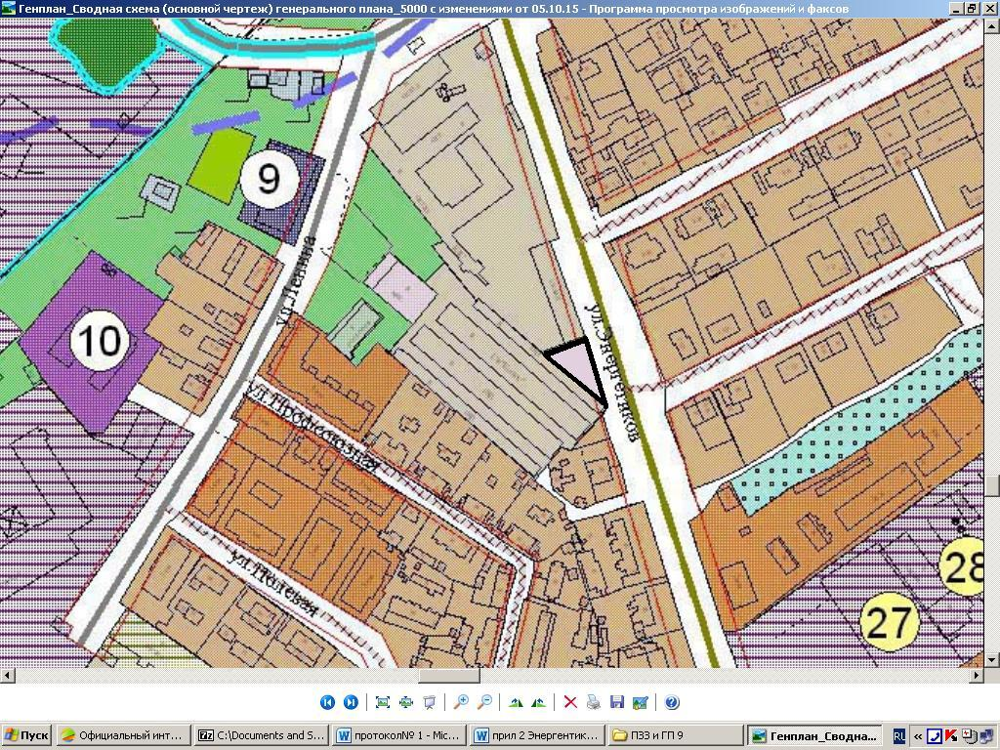 Генплан_Сводная схема (основной чертеж) генерального плана_5000 с изменениями от 05.10.15 - Программа просмотра изображений и факсов
9
ул.Ленина
10
ул.Энергетиков
ул.Профсоюзная
ул.Полевая
28
27
Пуск
Официальный инт...
C:\Documents and S...
протокол№ 1 - Mic...
прил 2 Энергентик...
ПЗЗ и ГП 9
Генплан_Сводна...
RL
«